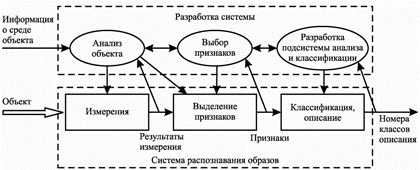 Разработка системы
Информация
о среде
объекта
Анализ
объекта
Выбор
признаков
Разработка
подсистемы анализа
и классификации
Объект
Измерения
Выделение
признаков
Классификация,
описание
Результаты
измерения
Признаки
Номера
классов
описания
Система распознавания образов